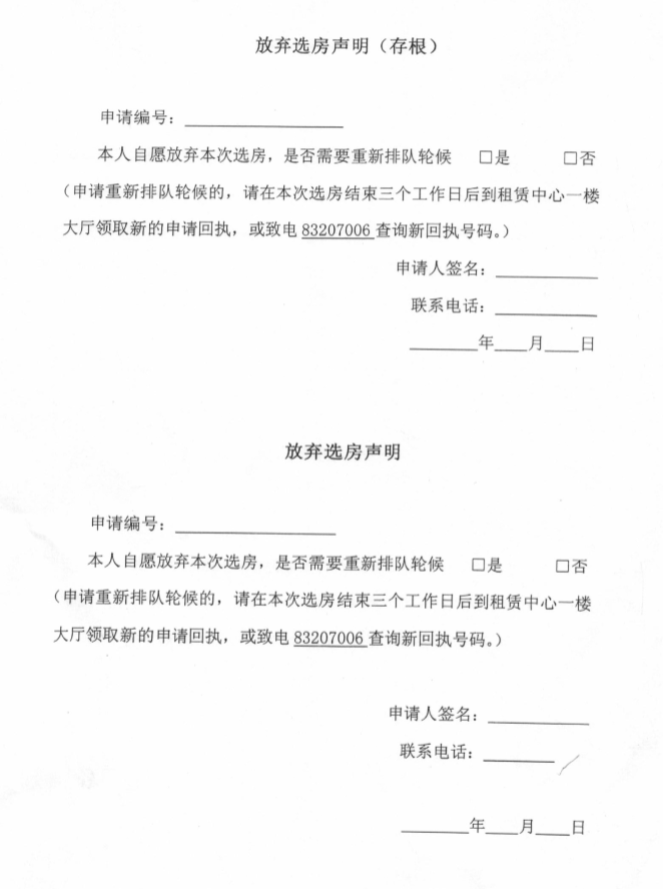 放弃选房声明（存根）
申请编号：
本人自愿放弃本次选房，是否需要重新排队轮候 □是 □否
（申请重新排队轮候的，请在本次选房结束三个工作日后到租赁中心一楼
大厅领取新的申请回执，或致电 83207006 查询新回执号码。）
申请人签名：
联系电话：
年 月 日
放弃选房声明
申请编号：
本人自愿放弃本次选房，是否需要重新排队轮候 □是 □否
（申请重新排队轮候的，请在本次选房结束三个工作日后到租赁中心一楼
大厅领取新的申请回执，或致电 83207006 查询新回执号码。）
申请人签名：
联系电话：
年 月 日